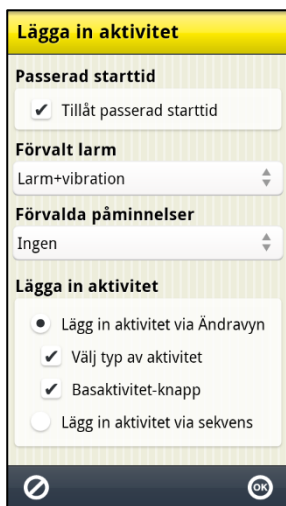 Lägga in aktivitet
Passerad starttid
Tillåt passerad starttid
Förvalt larm
Larm+vibration
Förvalda påminnelser
Ingen
Lägga in aktivitet
Lägg in aktivitet via Ändravyn
Välj typ av aktivitet
Basaktivitet-knapp
Lägg in aktivitet via sekvens
OK